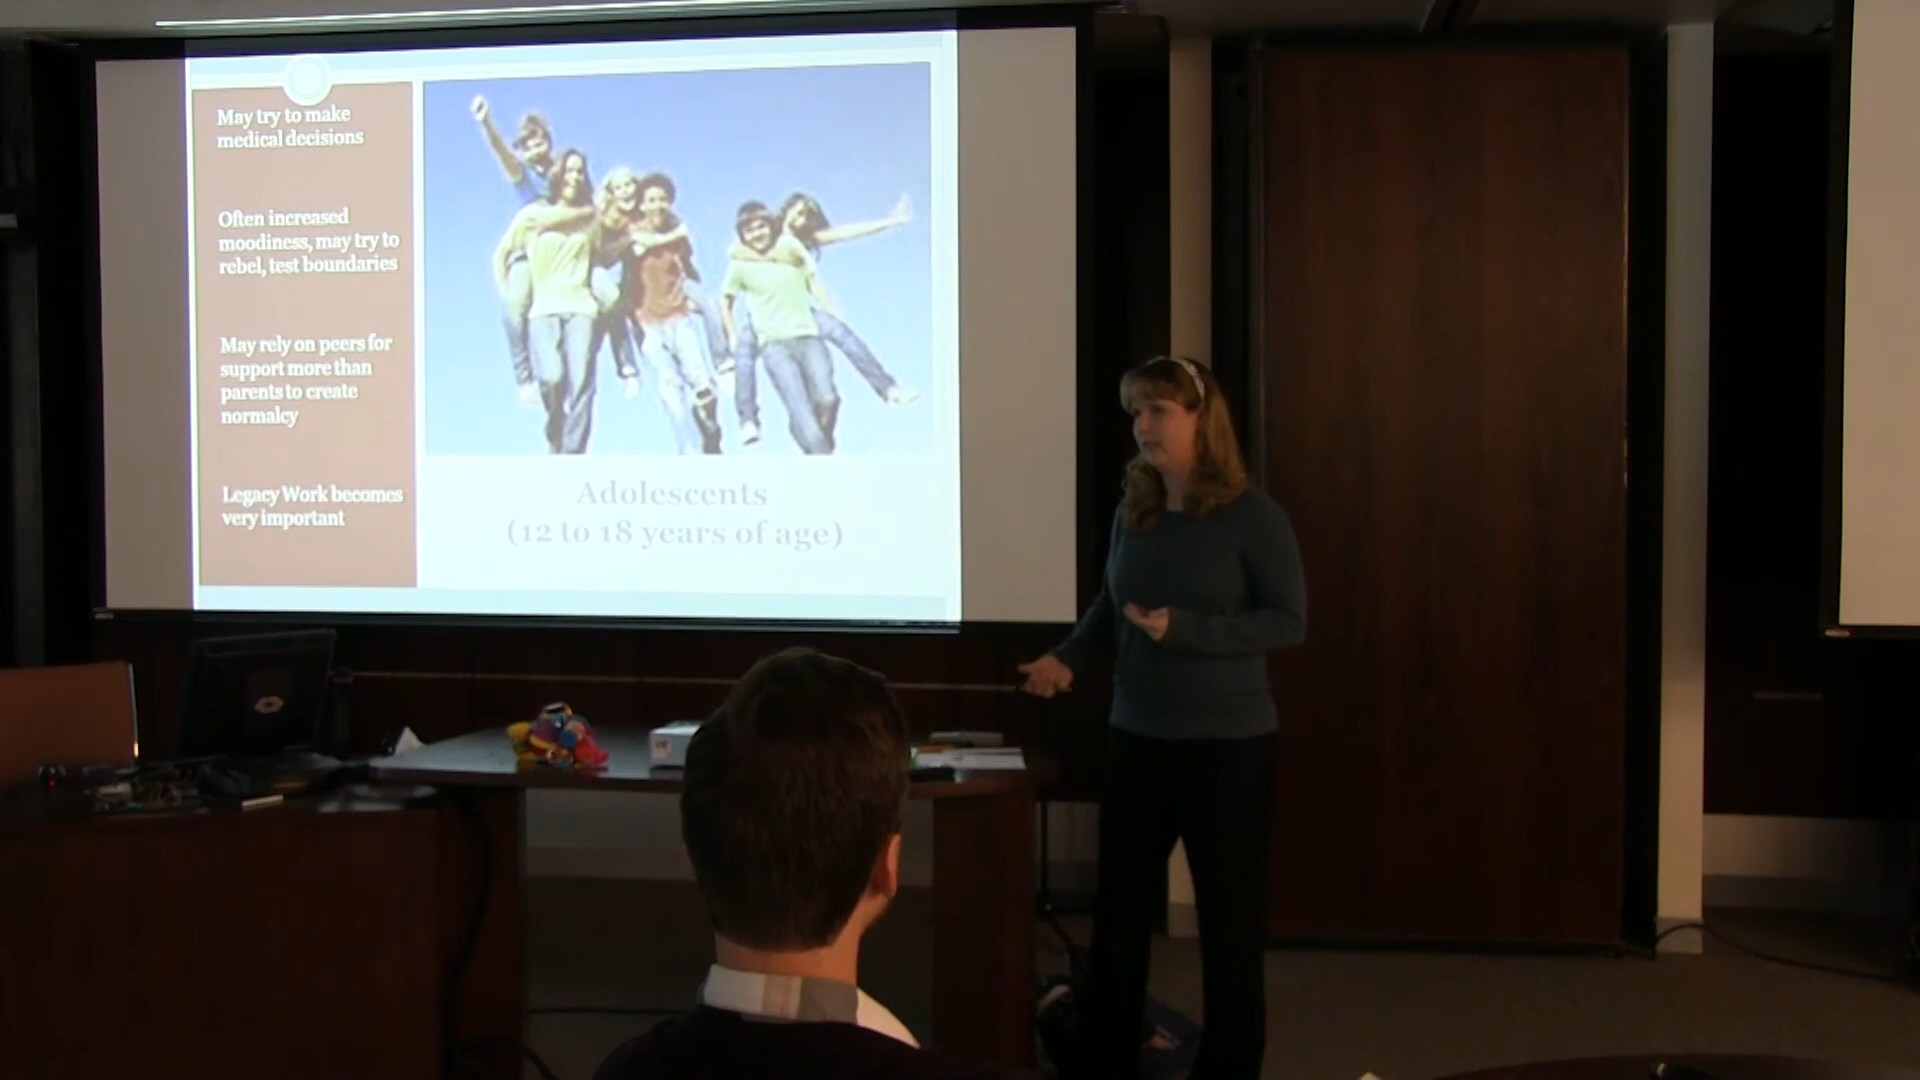 May try to make
medical decisions
Often increased
moodiness, may try to
rebel, test boundaries
May rely on peers for
support more than
parents to create
normalcy
Legacy Work becomes
very important
Adolescents
(12 to 18 years of age)